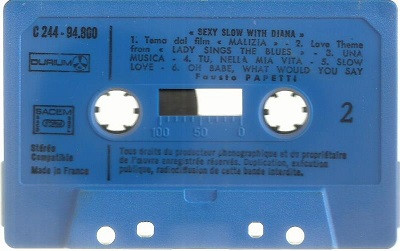 C 244 - 94.800
« SEXY SLOW WITH DIANA »
1. Tema dal film « MALIZIA » - 2. Love Theme
from « LADY SINGS THE BLUES » - 3. UNA
MUSICA - 4. TU, NELLA MIA VITA - 5. SLOW
LOVE - 6. OH BABE, WHAT WOULD YOU SAY
Fausto PAPETTI
DURIUM
SACEM
2
100 50 0
Stéréo
Compatible
Made in France
Tous droits du producteur phonographique et du propriétaire
de l'œuvre enregistrée réservés. Duplication, exécution
publique, radiodiffusion de cette bande interdite.